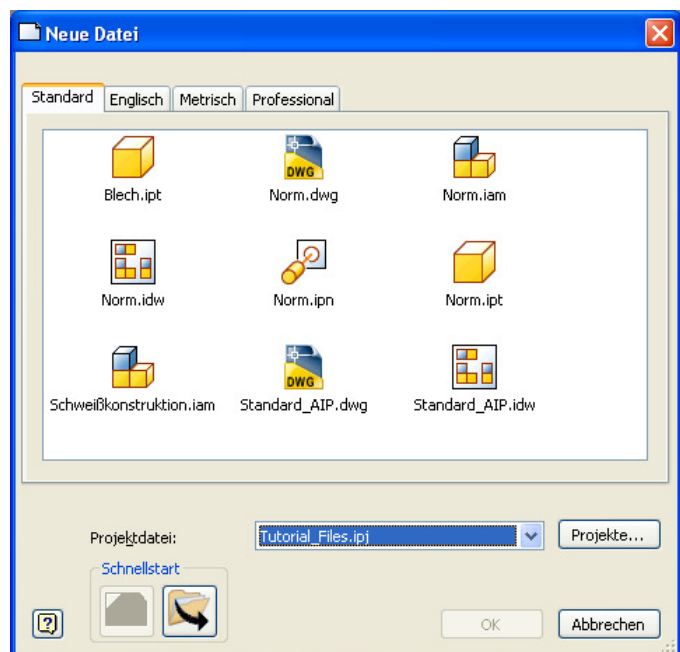 Neue Datei
Standard Englisch Metrisch Professional
Blech.ipt
DWG
Norm.dwg
Norm.iam
Norm.idw
Norm.ipn
Norm.ipt
Schweißkonstruktion.iam
DWG
Standard_AIP.dwg
Standard_AIP.idw
Projektdatei:
Tutorial_Files.ipj
Projekte...
Schnellstart
?
OK
Abbrechen